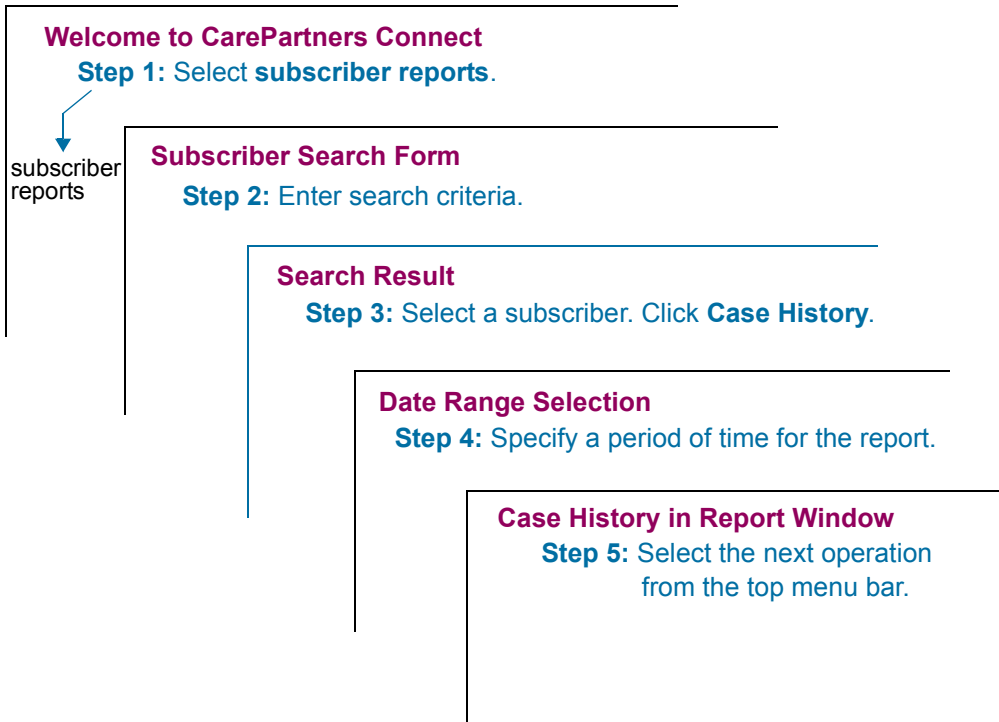 Welcome to CarePartners Connect
Step 1: Select subscriber reports.
subscriber
reports
Subscriber Search Form
Step 2: Enter search criteria.
Search Result
Step 3: Select a subscriber. Click Case History.
Date Range Selection
Step 4: Specify a period of time for the report.
Case History in Report Window
Step 5: Select the next operation
from the top menu bar.